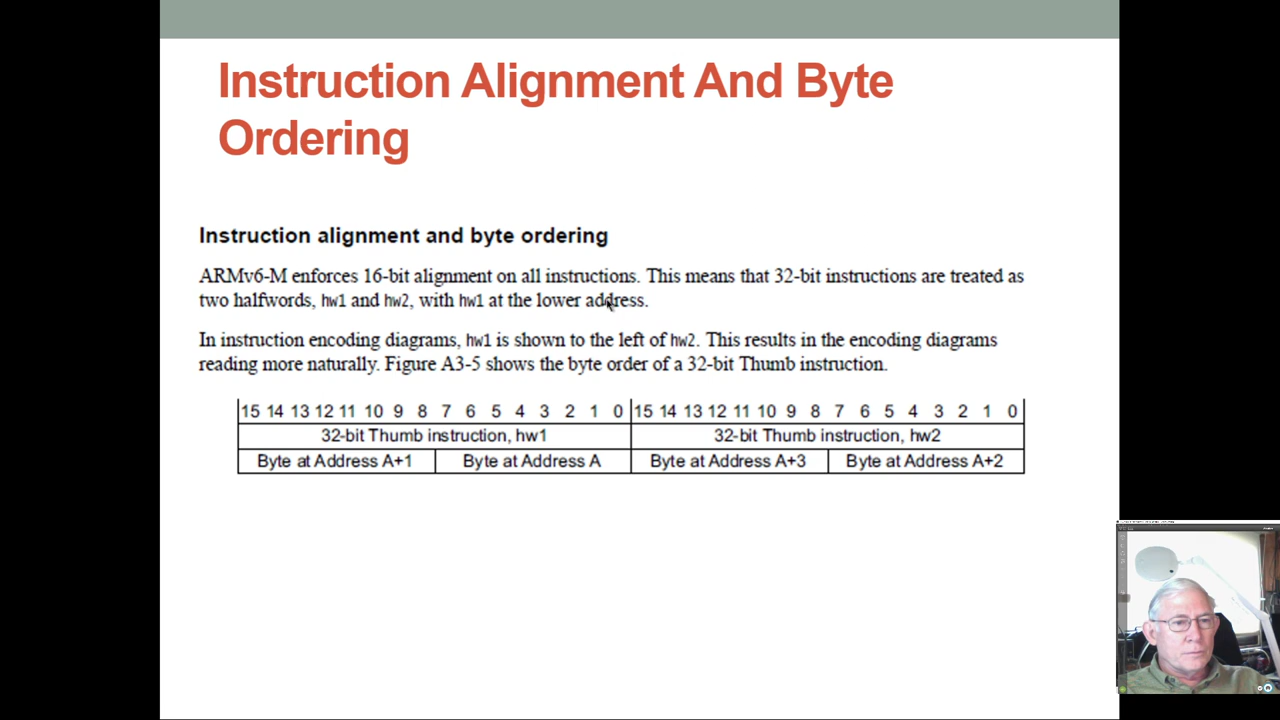 Instruction Alignment And Byte
Ordering
Instruction alignment and byte ordering
ARMv6-M enforces 16-bit alignment on all instructions. This means that 32-bit instructions are treated as
two halfwords, hw1 and hw2, with hw1 at the lower address.
In instruction encoding diagrams, hw1 is shown to the left of hw2. This results in the encoding diagrams
reading more naturally. Figure A3-5 shows the byte order of a 32-bit Thumb instruction.
15 14 13 12 11 10 9 8 7 6 5 4 3 2 1 0 15 14 13 12 11 10 9 8 7 6 5 4 3 2 1 0
32-bit Thumb instruction, hw1 32-bit Thumb instruction, hw2
Byte at Address A+1 Byte at Address A Byte at Address A+3 Byte at Address A+2